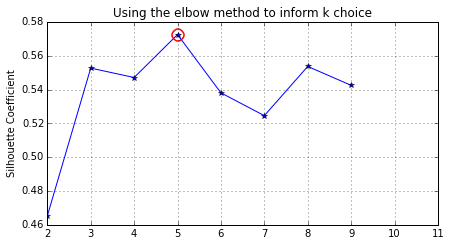 Using the elbow method to inform k choice
Silhouette Coefficient
0.58
0.56
0.54
0.52
0.50
0.48
0.46
2 3 4 5 6 7 8 9 10 11